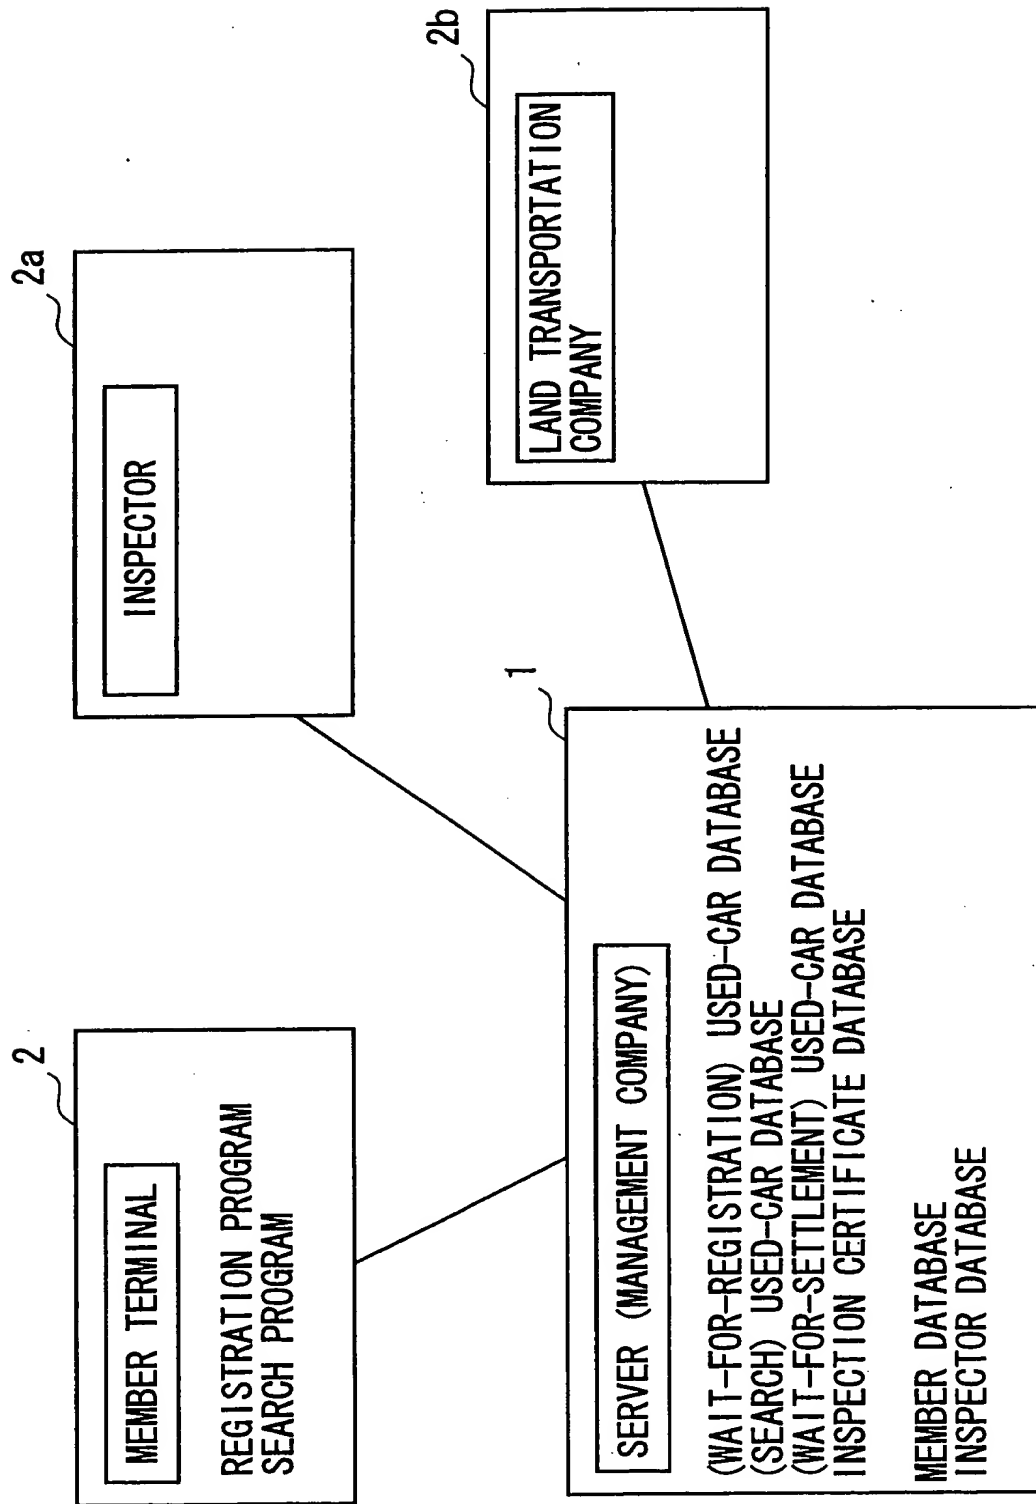 2
MEMBER TERMINAL
REGISTRATION PROGRAM
SEARCH PROGRAM
2a
INSPECTOR
1
SERVER (MANAGEMENT COMPANY)
(WAIT-FOR-REGISTRATION) USED-CAR DATABASE
(SEARCH) USED-CAR DATABASE
(WAIT-FOR-SETTLEMENT) USED-CAR DATABASE
INSPECTION CERTIFICATE DATABASE
MEMBER DATABASE
INSPECTOR DATABASE
2b
LAND TRANSPORTATION
COMPANY